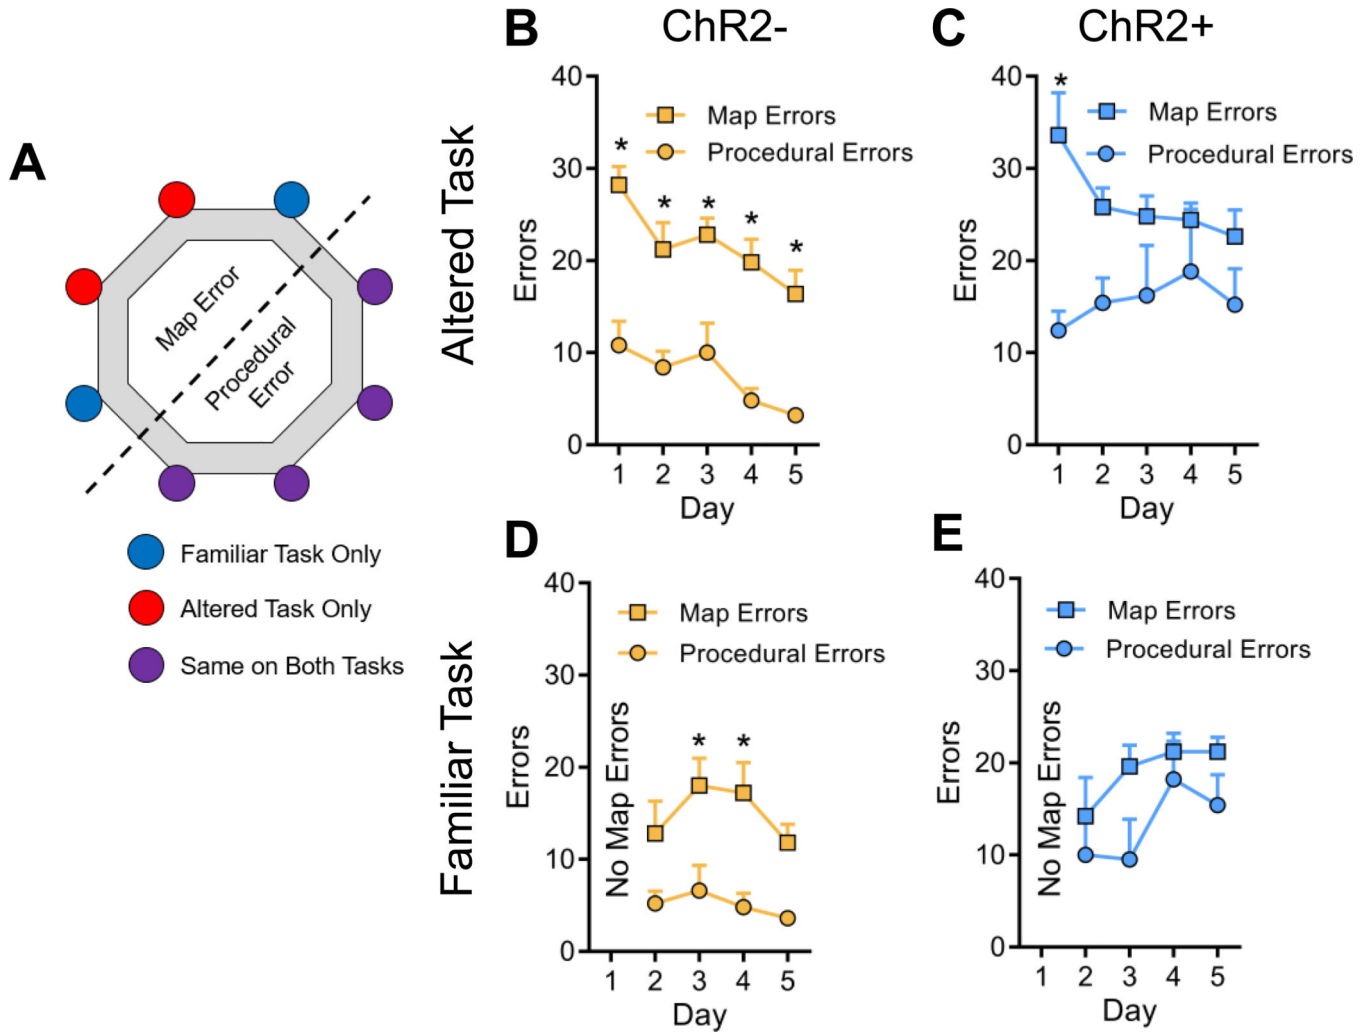 A
Map Error
Procedural
Error
Familiar Task Only
Altered Task Only
Same on Both Tasks
Altered Task
Familiar Task
B
ChR2-
40
30
20
10
0
Errors
Map Errors
Procedural Errors
*
*
*
*
*
1 2 3 4 5
Day
C
ChR2+
40
30
20
10
0
Errors
*
Map Errors
Procedural Errors
1 2 3 4 5
Day
D
40
30
20
10
0
Errors
Map Errors
Procedural Errors
No Map Errors
* *
1 2 3 4 5
Day
E
40
30
20
10
0
Errors
Map Errors
Procedural Errors
No Map Errors
1 2 3 4 5
Day